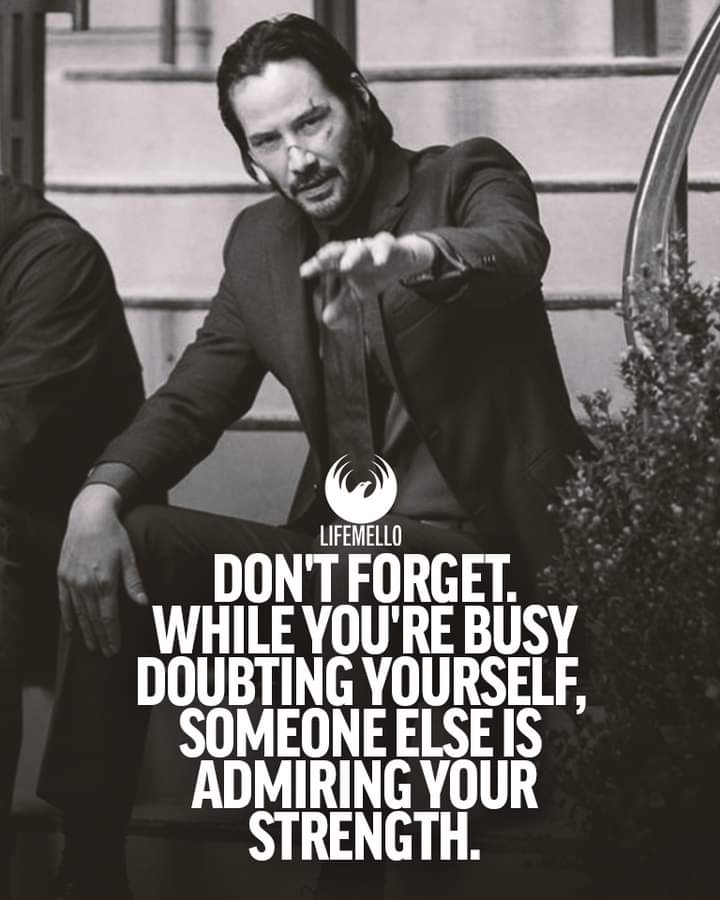 LIFEMELLO
DON'T FORGET.
WHILE YOU'RE BUSY
DOUBTING YOURSELF,
SOMEONE ELSE IS
ADMIRING YOUR
STRENGTH.